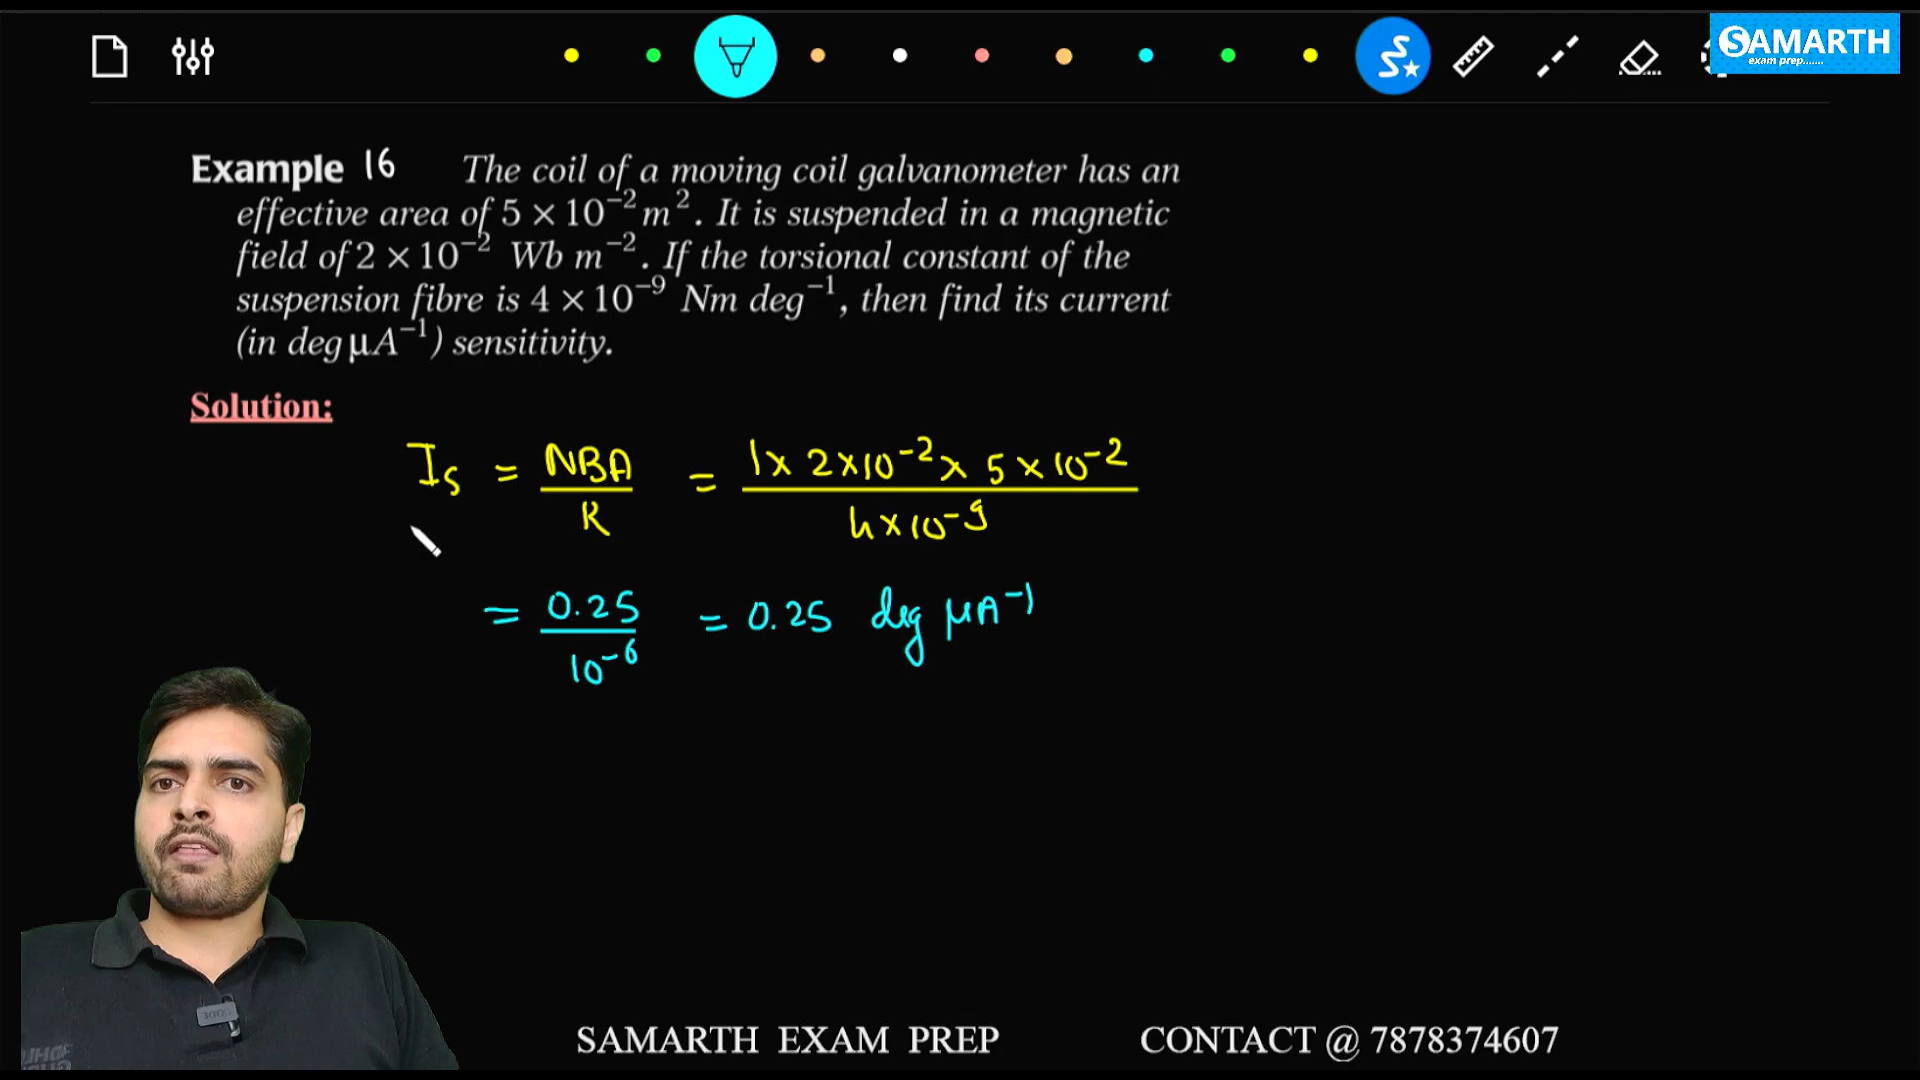 SAMARTH
exam prep.......
Example 16 The coil of a moving coil galvanometer has an
effective area of 5 × 10⁻² m². It is suspended in a magnetic
field of 2 × 10⁻² Wb m⁻². If the torsional constant of the
suspension fibre is 4 × 10⁻⁹ Nm deg⁻¹, then find its current
(in deg μA⁻¹) sensitivity.
Solution:
I_S = NBA / K = 1 × 2 × 10⁻² × 5 × 10⁻² / 4 × 10⁻⁹
= 0.25 / 10⁻⁶ = 0.25 deg μA⁻¹
SAMARTH EXAM PREP CONTACT @ 7878374607